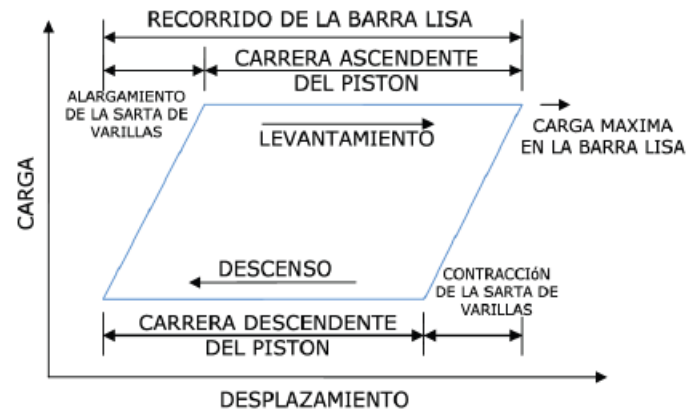 RECORRIDO DE LA BARRA LISA
CARRERA ASCENDENTE
DEL PISTON
ALARGAMIENTO
DE LA SARTA DE
VARILLAS
LEVANTAMIENTO
CARGA MAXIMA
EN LA BARRA LISA
CARGA
DESCENSO
CONTRACCIóN
DE LA SARTA DE
VARILLAS
CARRERA DESCENDENTE
DEL PISTON
DESPLAZAMIENTO